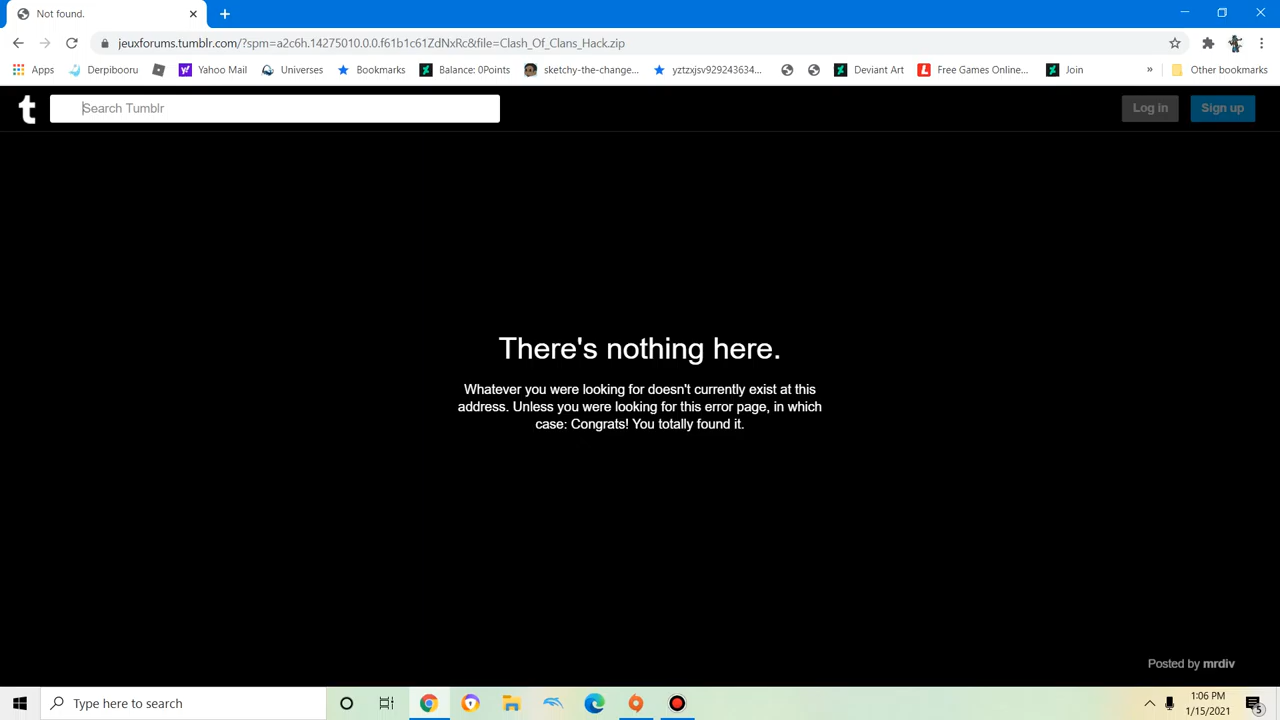 Not found.
jeuxforums.tumblr.com/?spm=a2c6h.14275010.0.0.f61b1c61ZdNxRc&file=Clash_Of_Clans_Hack.zip
Apps Derpibooru Yahoo Mail Universes Bookmarks Balance: 0Points sketchy-the-change... yztzxjsv929243634... Deviant Art Free Games Online... Join » Other bookmarks
t Search Tumblr Log in Sign up
There's nothing here.
Whatever you were looking for doesn't currently exist at this
address. Unless you were looking for this error page, in which
case: Congrats! You totally found it.
Posted by mrdiv
Type here to search
1:06 PM
1/15/2021
5